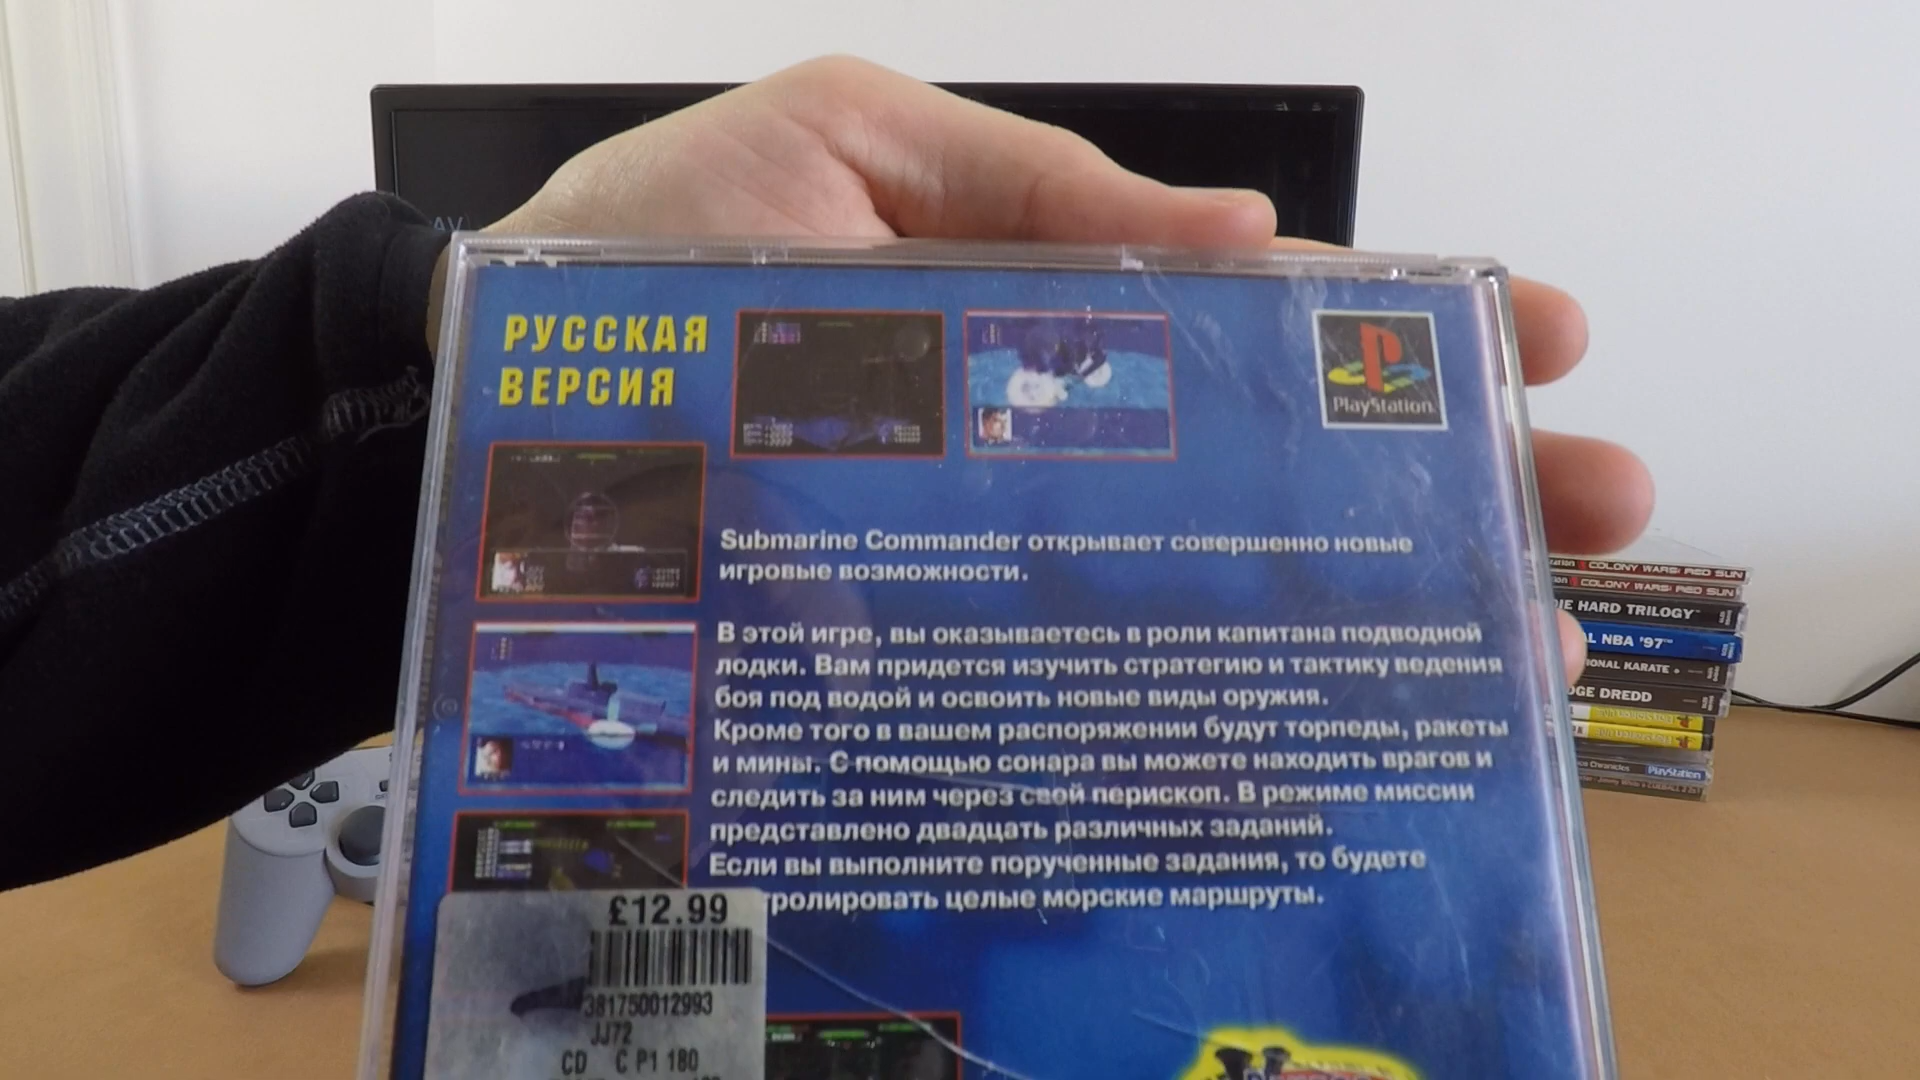 AV
РУССКАЯ
ВЕРСИЯ
PlayStation
Submarine Commander открывает совершенно новые
игровые возможности.
В этой игре, вы оказываетесь в роли капитана подводной
лодки. Вам придется изучить стратегию и тактику ведения
боя под водой и освоить новые виды оружия.
Кроме того в вашем распоряжении будут торпеды, ракеты
и мины. С помощью сонара вы можете находить врагов и
следить за ним через свой перископ. В режиме миссии
представлено двадцать различных заданий.
Если вы выполните порученные задания, то будете
тролировать целые морские маршруты.
£12.99
381750012993
JJ72
CD C P1 180
COLONY WARS: RED SUN
COLONY WARS: RED SUN
DIE HARD TRILOGY
NBA '97
IONAL KARATE +
DGE DREDD
Chronicles PlayStation